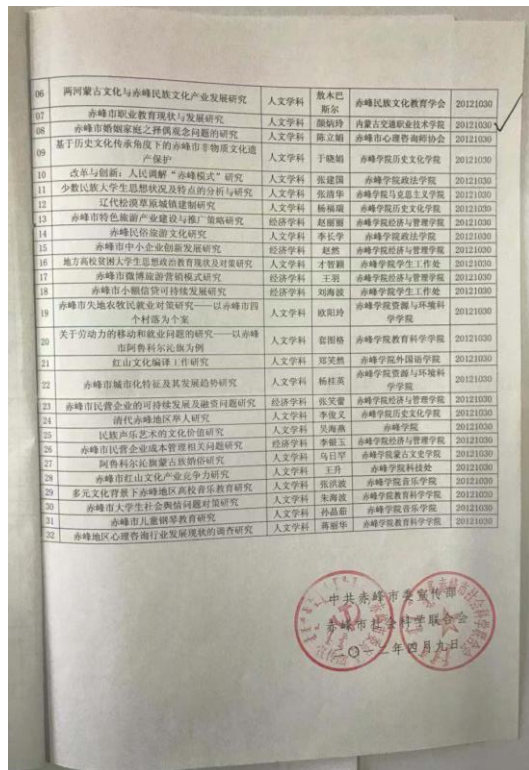 06 两河蒙古文化与赤峰民族文化产业发展研究 人文学科 敖木巴斯尔 赤峰民族文化教育学会 20121030
07 赤峰市职业教育现状与发展研究 人文学科 颜炳玲 内蒙古交通职业技术学院 20121030
08 赤峰市婚姻家庭之择偶观念问题的研究 人文学科 陈立娟 赤峰市心理咨询师协会 20121030
09 基于历史文化传承角度下的赤峰市非物质文化遗产保护 人文学科 于晓娟 赤峰学院历史文化学院 20121030
10 改革与创新：人民调解“赤峰模式”研究 人文学科 张建国 赤峰学院政法学院 20121030
11 少数民族大学生思想状况及特点的分析与研究 人文学科 张清华 赤峰学院马克思主义学院 20121030
12 辽代松漠草原城镇建制研究 人文学科 杨福瑞 赤峰学院历史文化学院 20121030
13 赤峰市特色旅游产业建设与推广策略研究 经济学科 赵丽丽 赤峰学院经济与管理学院 20121030
14 赤峰民俗旅游文化研究 人文学科 李长学 赤峰学院政法学院 20121030
15 赤峰市中小企业创新发展研究 经济学科 赵然 赤峰学院经济与管理学院 20121030
16 地方高校贫困大学生思想政治教育现状及对策研究 人文学科 才智颖 赤峰学院学生工作处 20121030
17 赤峰市微博旅游营销模式研究 经济学科 王羽 赤峰学院经济与管理学院 20121030
18 赤峰市小额信贷可持续发展研究 经济学科 刘海波 赤峰学院学生工作处 20121030
19 赤峰市失地农牧民就业对策研究——以赤峰市四个村落为个案 人文学科 欧阳玲 赤峰学院资源与环境科学学院 20121030
20 关于劳动力的移动和就业问题的研究——以赤峰市阿鲁科尔沁旗为例 人文学科 套图格 赤峰学院教育科学学院 20121030
21 红山文化编译工作研究 人文学科 郑笑然 赤峰学院外国语学院 20121030
22 赤峰市城市化特征及其发展趋势研究 人文学科 杨桂英 赤峰学院资源与环境科学学院 20121030
23 赤峰市民营企业的可持续发展及融资问题研究 经济学科 张笑蕾 赤峰学院经济与管理学院 20121030
24 清代赤峰地区举人研究 人文学科 李俊义 赤峰学院历史文化学院 20121030
25 民族声乐艺术的文化价值研究 人文学科 吴海燕 赤峰学院 20121030
26 赤峰市民营企业成本管理相关问题研究 经济学科 李银玉 赤峰学院经济与管理学院 20121030
27 阿鲁科尔沁旗蒙古族婚俗研究 人文学科 乌日罕 赤峰学院蒙古文史学院 20121030
28 赤峰市红山文化产业竞争力研究 人文学科 王升 赤峰学院科技处 20121030
29 多元文化背景下赤峰地区高校音乐教育研究 人文学科 张洪波 赤峰学院音乐学院 20121030
30 赤峰市大学生社会舆情问题对策研究 人文学科 朱海波 赤峰学院教育科学学院 20121030
31 赤峰市儿童钢琴教育研究 人文学科 孙晶茹 赤峰学院音乐学院 20121030
32 赤峰地区心理咨询行业发展现状的调查研究 人文学科 蒋丽华 赤峰学院教育科学学院 20121030
中共赤峰市委宣传部
赤峰市社会科学联合会
二〇一二年四月九日